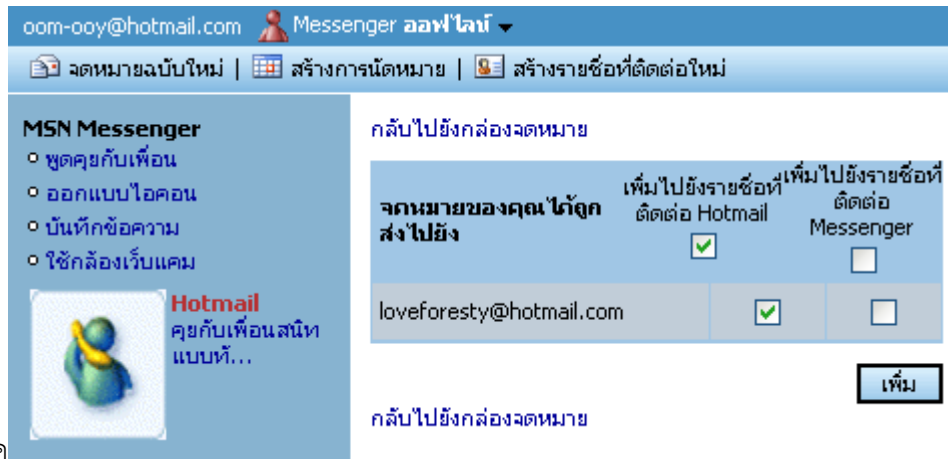 oom-ooy@hotmail.com Messenger ออฟไลน์
จดหมายฉบับใหม่ | สร้างการนัดหมาย | สร้างรายชื่อที่ติดต่อใหม่
MSN Messenger
พูดคุยกับเพื่อน
ออกแบบไอคอน
บันทึกข้อความ
ใช้กล้องเว็บแคม
Hotmail
คุยกับเพื่อนสนิท
แบบทั...
กลับไปยังกล่องจดหมาย
จดหมายของคุณได้ถูก
ส่งไปยัง
เพิ่มไปยังรายชื่อที่
ติดต่อ Hotmail
เพิ่มไปยังรายชื่อที่
ติดต่อ
Messenger
loveforesty@hotmail.com
เพิ่ม
กลับไปยังกล่องจดหมาย